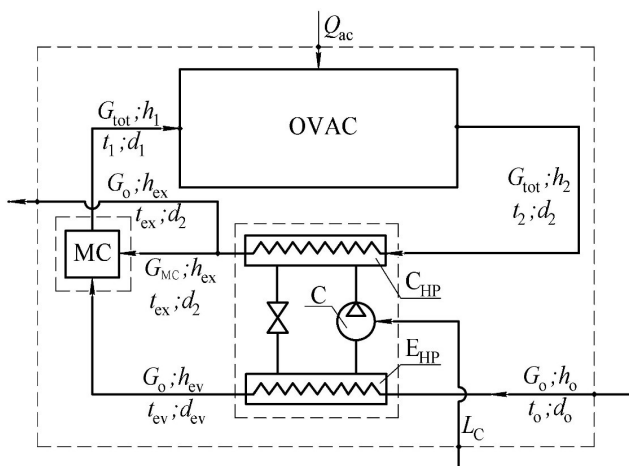 Q_ac
G_tot; h_1
t_1; d_1
OVAC
G_o; h_ex
t_ex; d_2
G_tot; h_2
t_2; d_2
MC
G_MC; h_ex
t_ex; d_2
C_HP
C
E_HP
G_o; h_ev
t_ev; d_ev
G_o; h_o
t_o; d_o
L_C